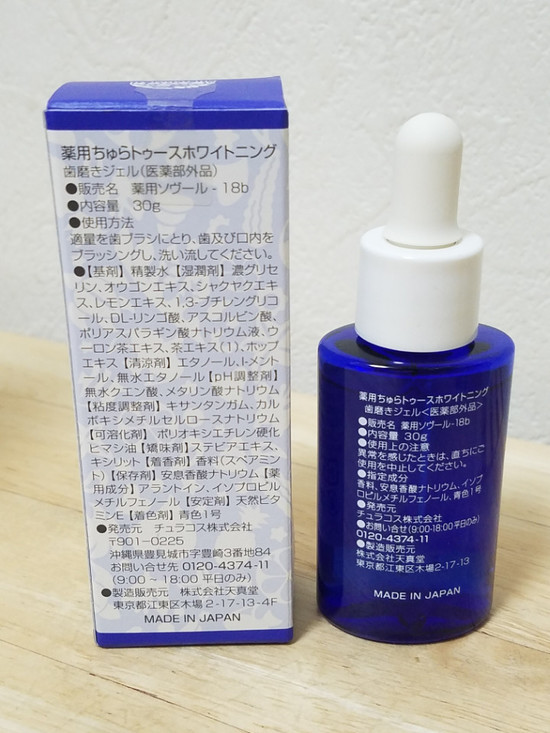 薬用ちゅらトゥースホワイトニング
歯磨きジェル(医薬部外品)
●販売名 薬用ソヴール-18b
●内容量 30g
●使用方法
適量を歯ブラシにとり、歯及び口内を
ブラッシングし、洗い流してください。
●【基剤】精製水【湿潤剤】濃グリセ
リン、オウゴンエキス、シャクヤクエキ
ス、レモンエキス、1,3-ブチレングリコ
ール、DL-リンゴ酸、アスコルビン酸、
ポリアスパラギン酸ナトリウム液、ウ
ーロン茶エキス、茶エキス(1)、ホップ
エキス【清涼剤】エタノール、l-メント
ール、無水エタノール【pH調整剤】
無水クエン酸、メタリン酸ナトリウム
【粘度調整剤】キサンタンガム、カル
ボキシメチルセルロースナトリウム
【可溶化剤】ポリオキシエチレン硬化
ヒマシ油【矯味剤】ステビアエキス、
キシリット【着香剤】香料(スペアミン
ト)【保存剤】安息香酸ナトリウム【薬
用成分】アラントイン、イソプロピルメ
チルフェノール【安定剤】天然ビタ
ミンE【着色剤】青色1号
●発売元 チュラコス株式会社
〒901-0225
沖縄県豊見城市字豊崎3番地84
お問い合せ先 0120-4374-11
(9:00~18:00 平日のみ)
●製造販売元 株式会社天真堂
東京都江東区木場2-17-13-4F
MADE IN JAPAN
薬用ちゅらトゥースホワイトニング
歯磨きジェル<医薬部外品>
●販売名 薬用ソヴール-18b
●内容量 30g
●使用上の注意
異常を感じたときは、直ちにご
使用を中止してください。
●指定成分
香料、安息香酸ナトリウム、イソプ
ロピルメチルフェノール、青色1号
●発売元
チュラコス株式会社
●お問い合せ(9:00-18:00平日のみ)
0120-4374-11
●製造販売元
株式会社天真堂
東京都江東区木場2-17-13
MADE IN JAPAN